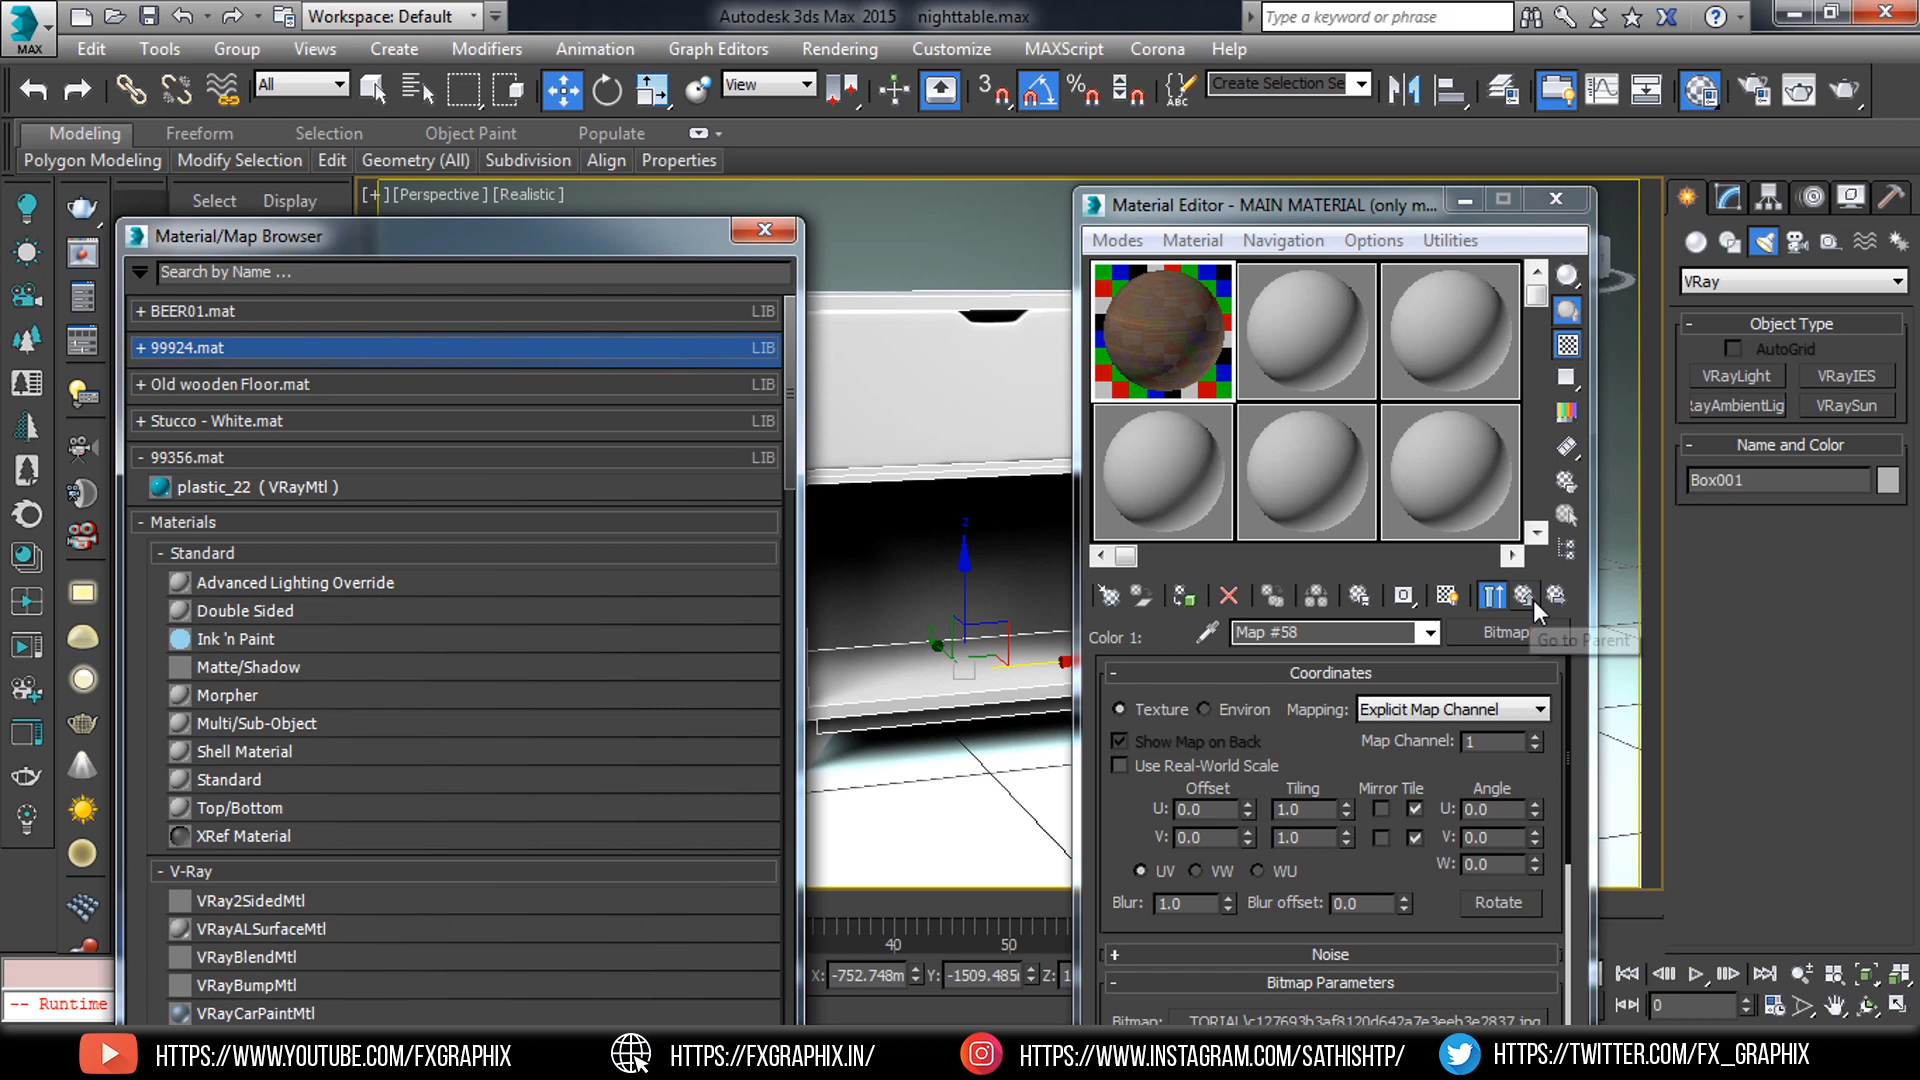 Workspace: Default
Autodesk 3ds Max 2015    nighttable.max
Type a keyword or phrase
MAX
Edit Tools Group Views Create Modifiers Animation Graph Editors Rendering Customize MAXScript Corona Help
All
View
3
%
ABC
Create Selection Se
Modeling Freeform Selection Object Paint Populate
Polygon Modeling Modify Selection Edit Geometry (All) Subdivision Align Properties
Select Display
[+] [Perspective] [Realistic]
Material/Map Browser
Search by Name ...
+ BEER01.mat LIB
+ 99924.mat LIB
+ Old wooden Floor.mat LIB
+ Stucco - White.mat LIB
- 99356.mat LIB
plastic_22 ( VRayMtl )
- Materials
- Standard
Advanced Lighting Override
Double Sided
Ink 'n Paint
Matte/Shadow
Morpher
Multi/Sub-Object
Shell Material
Standard
Top/Bottom
XRef Material
- V-Ray
VRay2SidedMtl
VRayALSurfaceMtl
VRayBlendMtl
VRayBumpMtl
VRayCarPaintMtl
z
Material Editor - MAIN MATERIAL (only m...
Modes Material Navigation Options Utilities
Color 1: Map #58 Bitmap
Go to Parent
- Coordinates
Texture Environ Mapping: Explicit Map Channel
Show Map on Back Map Channel: 1
Use Real-World Scale
Offset Tiling Mirror Tile Angle
U: 0.0 1.0 U: 0.0
V: 0.0 1.0 V: 0.0
W: 0.0
UV VW WU
Blur: 1.0 Blur offset: 0.0 Rotate
+ Noise
- Bitmap Parameters
Bitmap: TORIAL\c127693b3af8120d642a7e3eeb3e2837.jpg
VRay
- Object Type
AutoGrid
VRayLight VRayIES
RayAmbientLig VRaySun
- Name and Color
Box001
40 50
X: -752.748m Y: -1509.485 Z: 1
0
-- Runtime
HTTPS://WWW.YOUTUBE.COM/FXGRAPHIX HTTPS://FXGRAPHIX.IN/ HTTPS://WWW.INSTAGRAM.COM/SATHISHTP/ HTTPS://TWITTER.COM/FX_GRAPHIX